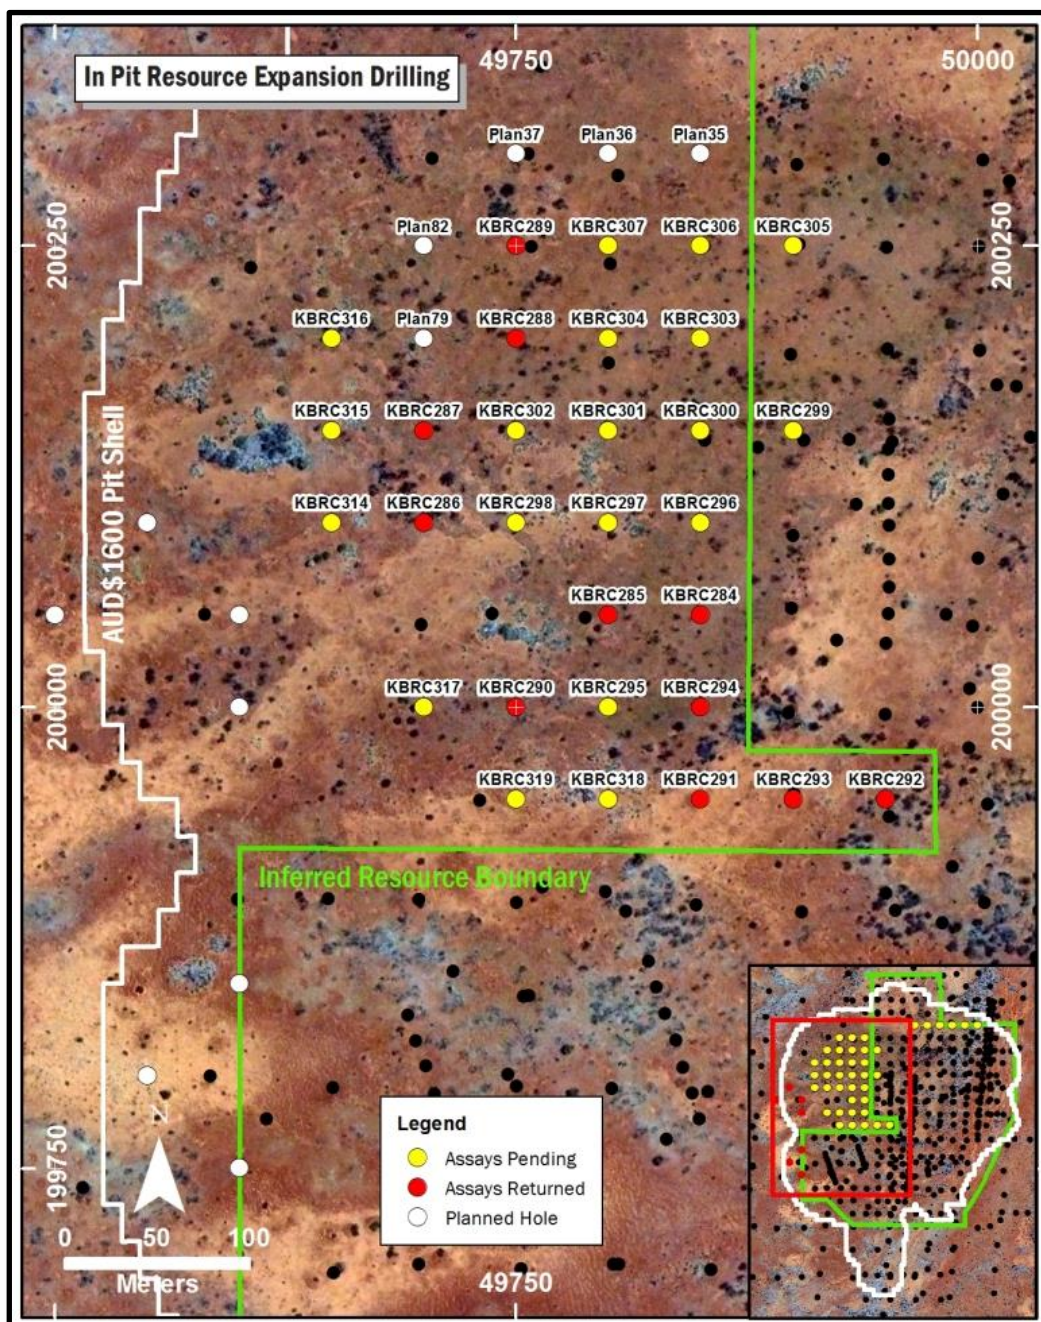 49750
50000
In Pit Resource Expansion Drilling
Plan37
Plan36
Plan35
Plan82
KBRC289
KBRC307
KBRC306
KBRC305
200250
200250
KBRC316
Plan79
KBRC288
KBRC304
KBRC303
KBRC315
KBRC287
KBRC302
KBRC301
KBRC300
KBRC299
AUD$1600 Pit Shell
KBRC314
KBRC286
KBRC298
KBRC297
KBRC296
KBRC285
KBRC284
200000
KBRC317
KBRC290
KBRC295
KBRC294
200000
KBRC319
KBRC318
KBRC291
KBRC293
KBRC292
Inferred Resource Boundary
199750
N
0 50 100
Meters
Legend
Assays Pending
Assays Returned
Planned Hole
49750